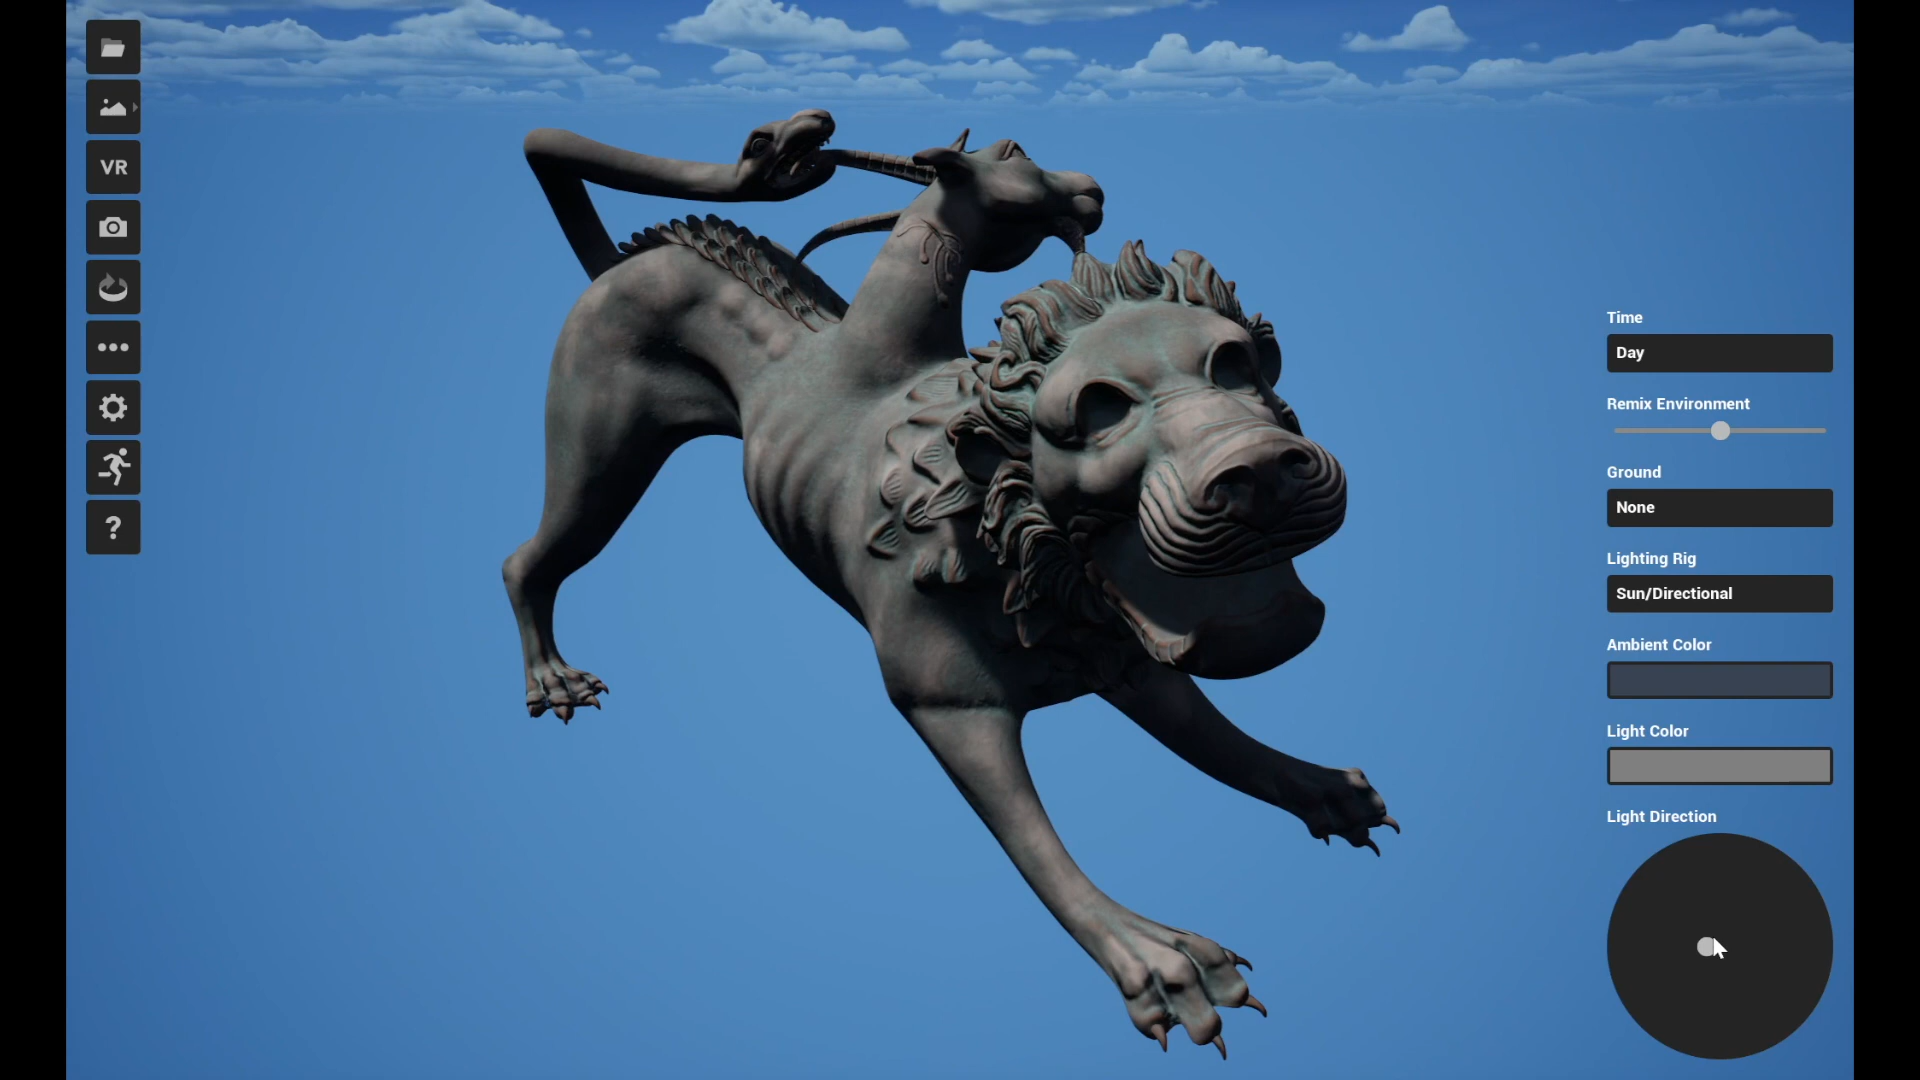 VR
?
Time
Day
Remix Environment
Ground
None
Lighting Rig
Sun/Directional
Ambient Color
Light Color
Light Direction